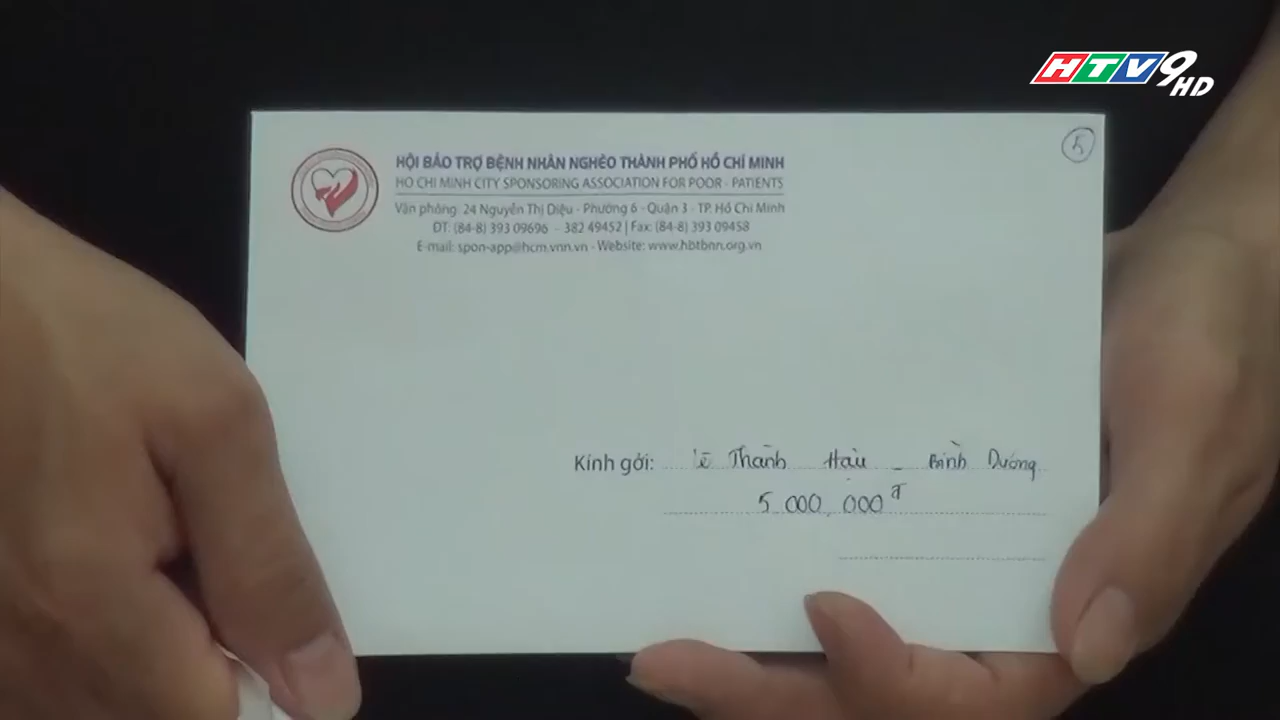 HTV9 HD
5
HỘI BẢO TRỢ BỆNH NHÂN NGHÈO THÀNH PHỐ HỒ CHÍ MINH
HO CHI MINH CITY SPONSORING ASSOCIATION FOR POOR - PATIENTS
Văn phòng: 24 Nguyễn Thị Diệu - Phường 6 - Quận 3 - TP. Hồ Chí Minh
ĐT: (84-8) 393 09696 - 382 49452 | Fax: (84-8) 393 09458
E-mail: spon-app@hcm.vnn.vn - Website: www.hbtbnn.org.vn
Kính gởi: Lê Thành Hậu - Bình Dương
5.000.000đ